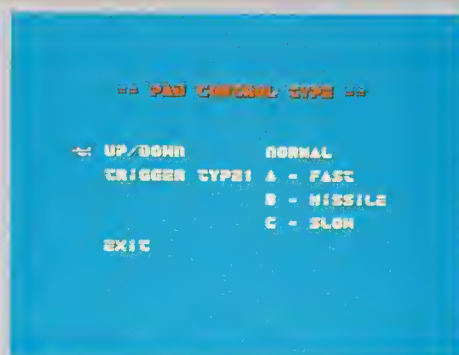 == PAD CONTROL TYPE ==
UP/DOWN NORMAL
TRIGGER TYPE: A - FAST
B - MISSILE
C - SLOW
EXIT